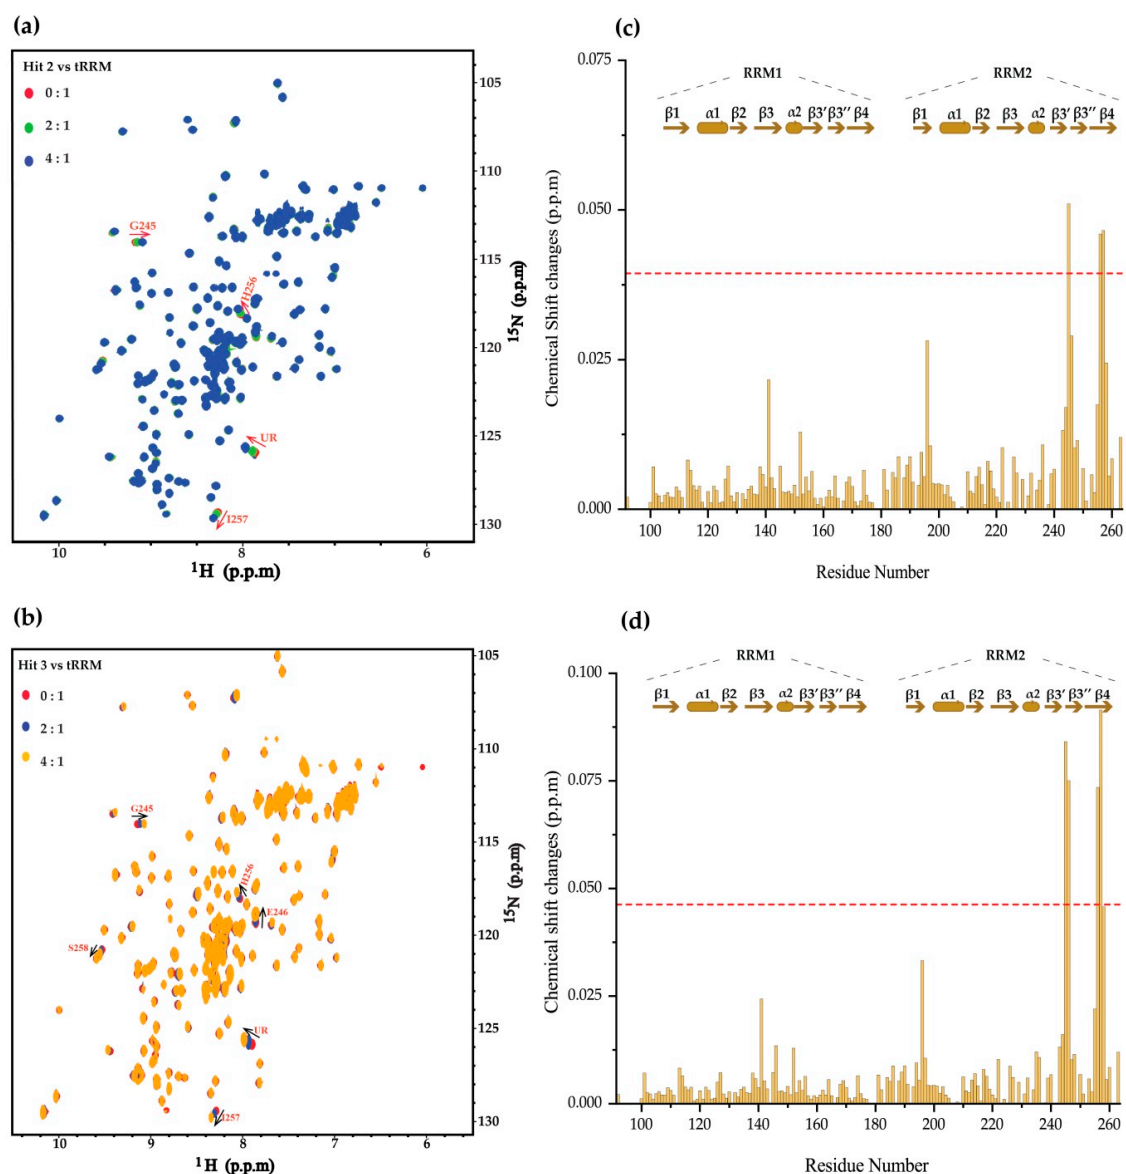 (a)
Hit 2 vs tRRM
0 : 1
2 : 1
4 : 1
G245
H256
UR
I257
105
110
115
120
125
130
15N (p.p.m)
10
8
6
1H (p.p.m)
(c)
0.075
0.050
0.025
0.000
Chemical Shift changes (p.p.m)
RRM1
RRM2
β1 α1 β2 β3 α2 β3′ β3″ β4
β1 α1 β2 β3 α2 β3′ β3″ β4
100 120 140 160 180 200 220 240 260
Residue Number
(b)
Hit 3 vs tRRM
0 : 1
2 : 1
4 : 1
G245
H256
E246
S258
UR
I257
105
110
115
120
125
130
15N (p.p.m)
10
9
8
7
6
1H (p.p.m)
(d)
0.100
0.075
0.050
0.025
0.000
Chemical shift changes (p.p.m)
RRM1
RRM2
β1 α1 β2 β3 α2 β3′ β3″ β4
β1 α1 β2 β3 α2 β3′ β3″ β4
100 120 140 160 180 200 220 240 260
Residue Number